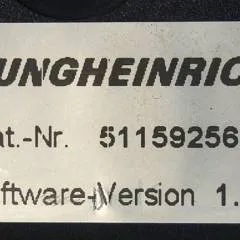 UNGHEINRIC
at.-Nr. 51159256
oftware-Version 1.